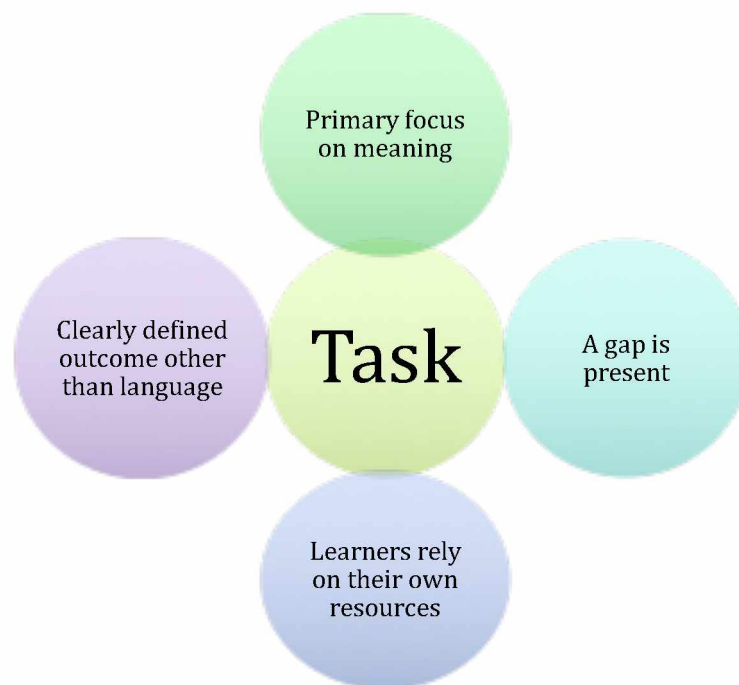 Primary focus
on meaning
Clearly defined
outcome other
than language
Task
A gap is
present
Learners rely
on their own
resources